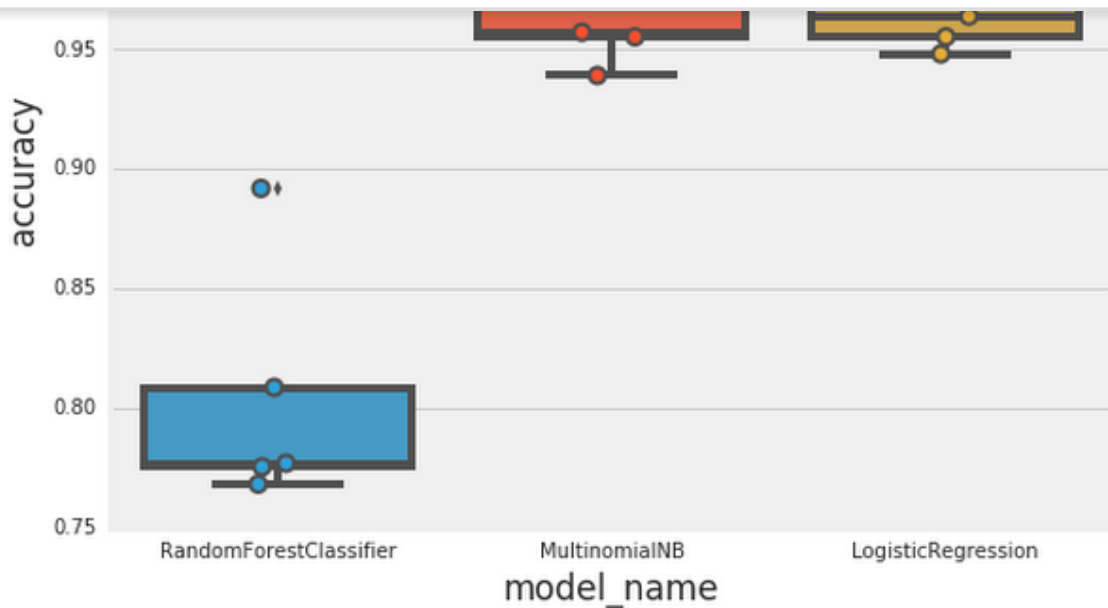 0.95
0.90
0.85
0.80
0.75
accuracy
RandomForestClassifier MultinomialNB LogisticRegression
model_name